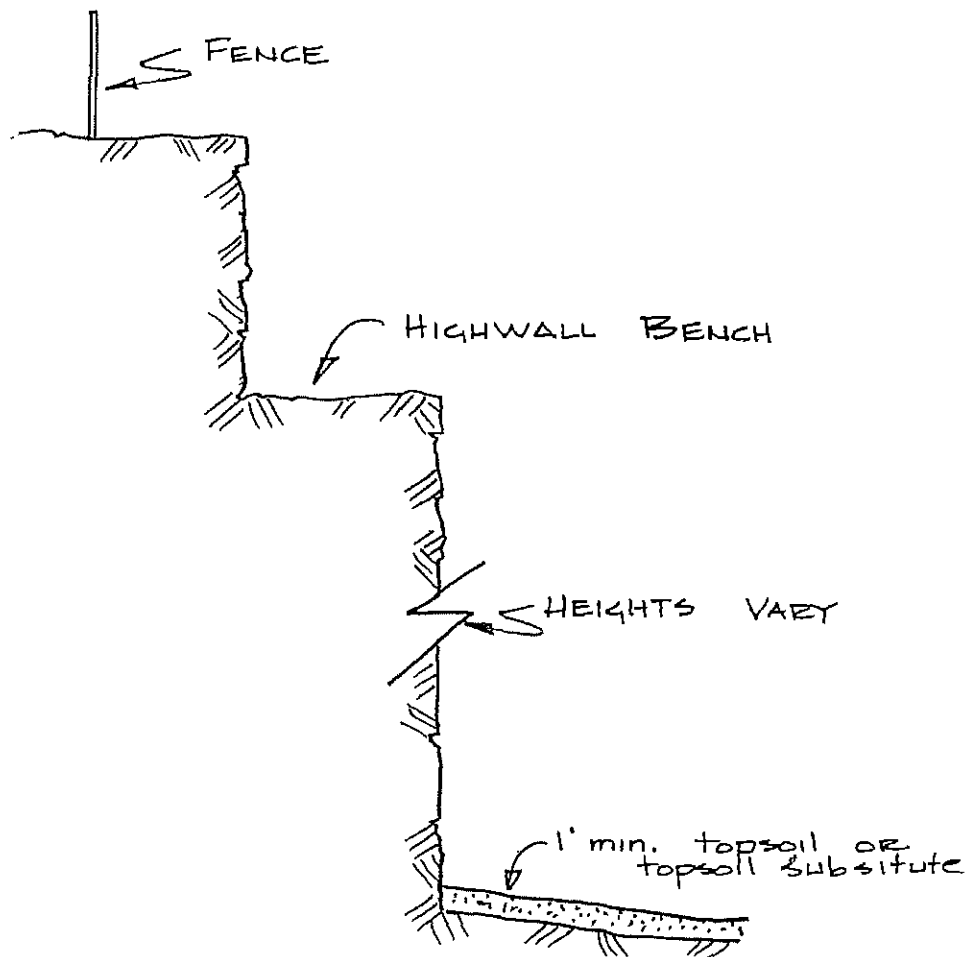 FENCE
HIGHWALL BENCH
HEIGHTS VARY
1' min. topsoil or
topsoil subsitute